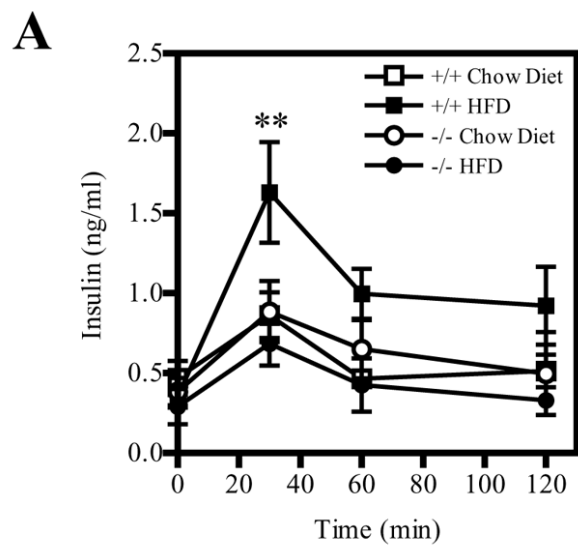 A
2.5
2.0
1.5
1.0
0.5
0.0
Insulin (ng/ml)
+/+ Chow Diet
+/+ HFD
-/- Chow Diet
-/- HFD
**
0 20 40 60 80 100 120
Time (min)